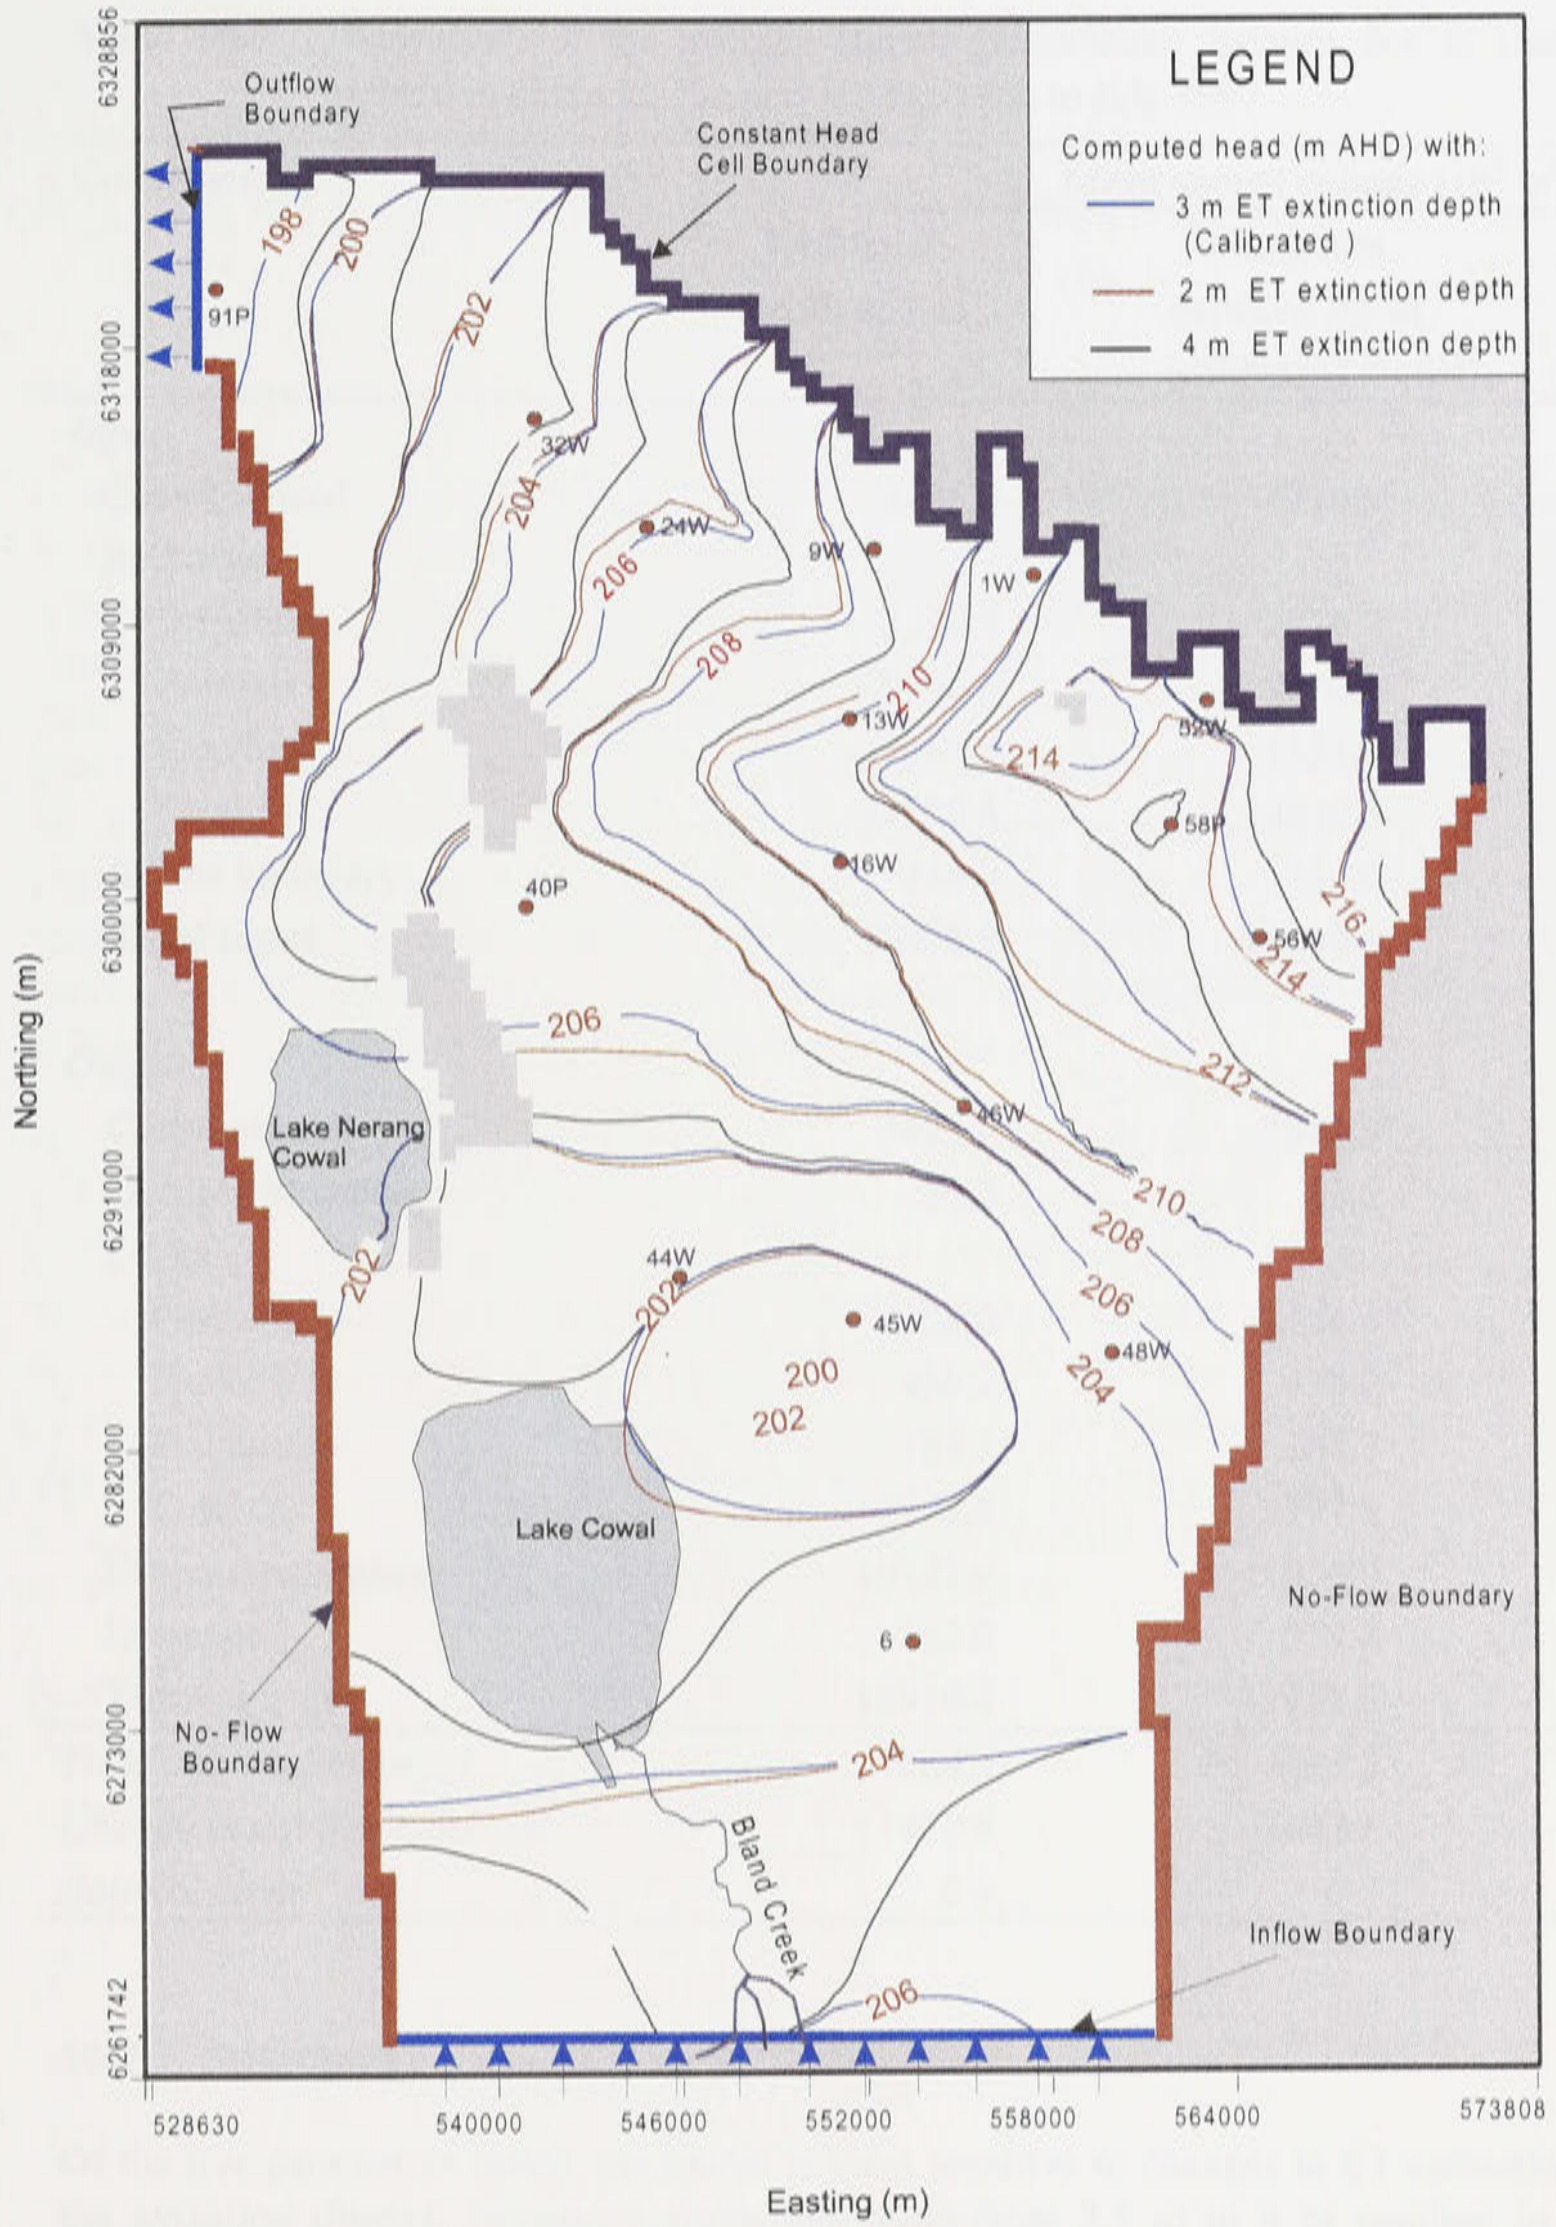 6328856
Outflow
Boundary
Constant Head
Cell Boundary
LEGEND
Computed head (m AHD) with:
3 m ET extinction depth
(Calibrated )
2 m ET extinction depth
4 m ET extinction depth
198
200
202
91P
6318000
32W
204
24W
206
9W
1W
6309000
208
210
13W
52W
214
58P
16W
40P
216
6300000
56W
214
Northing (m)
206
212
46W
Lake Nerang
Cowal
6291000
210
208
202
44W
202
206
45W
48W
200
204
202
6282000
Lake Cowal
No-Flow Boundary
6
6273000
No- Flow
Boundary
204
Bland Creek
Inflow Boundary
206
6261742
528630
540000
546000
552000
558000
564000
573808
Easting (m)